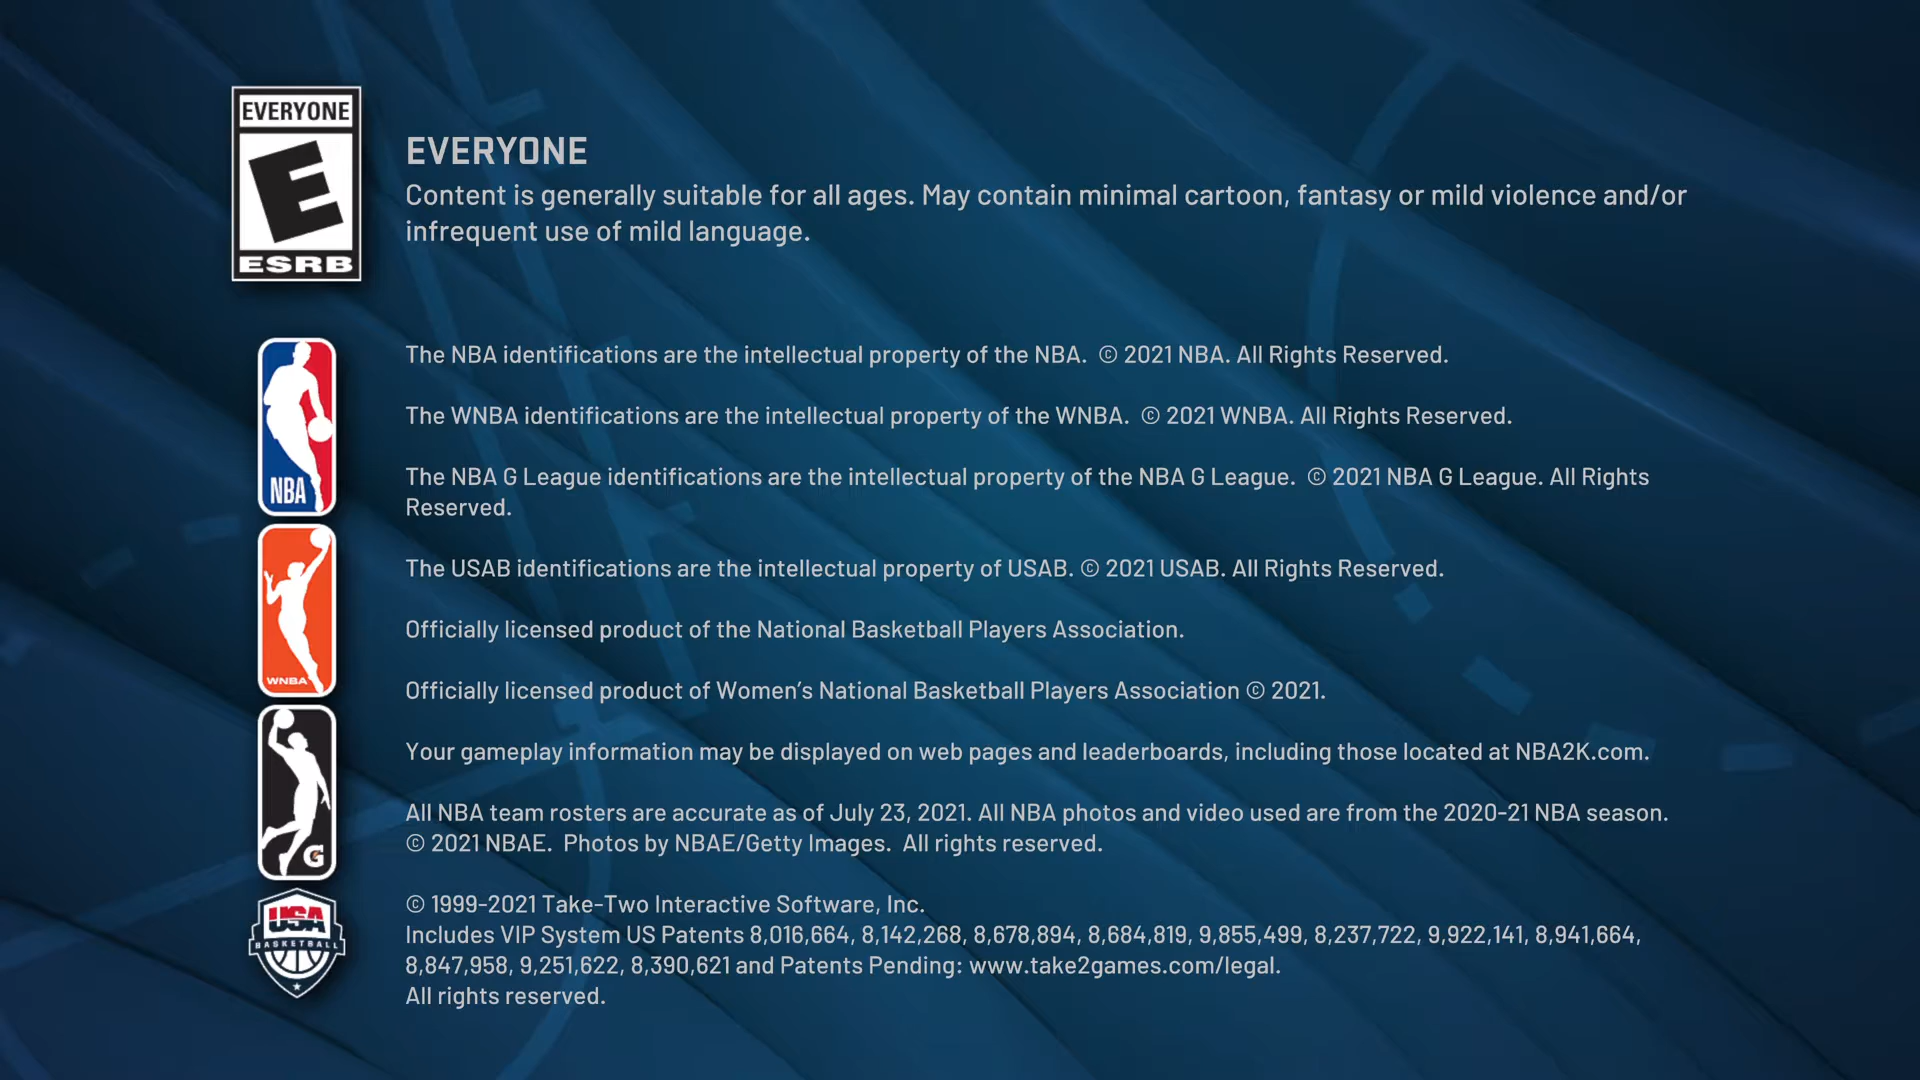 EVERYONE
E
ESRB
EVERYONE
Content is generally suitable for all ages. May contain minimal cartoon, fantasy or mild violence and/or
infrequent use of mild language.
NBA
The NBA identifications are the intellectual property of the NBA. © 2021 NBA. All Rights Reserved.
The WNBA identifications are the intellectual property of the WNBA. © 2021 WNBA. All Rights Reserved.
The NBA G League identifications are the intellectual property of the NBA G League. © 2021 NBA G League. All Rights
Reserved.
WNBA
The USAB identifications are the intellectual property of USAB. © 2021 USAB. All Rights Reserved.
Officially licensed product of the National Basketball Players Association.
Officially licensed product of Women’s National Basketball Players Association © 2021.
G
Your gameplay information may be displayed on web pages and leaderboards, including those located at NBA2K.com.
All NBA team rosters are accurate as of July 23, 2021. All NBA photos and video used are from the 2020-21 NBA season.
© 2021 NBAE. Photos by NBAE/Getty Images. All rights reserved.
USA
BASKETBALL
© 1999-2021 Take-Two Interactive Software, Inc.
Includes VIP System US Patents 8,016,664, 8,142,268, 8,678,894, 8,684,819, 9,855,499, 8,237,722, 9,922,141, 8,941,664,
8,847,958, 9,251,622, 8,390,621 and Patents Pending: www.take2games.com/legal.
All rights reserved.